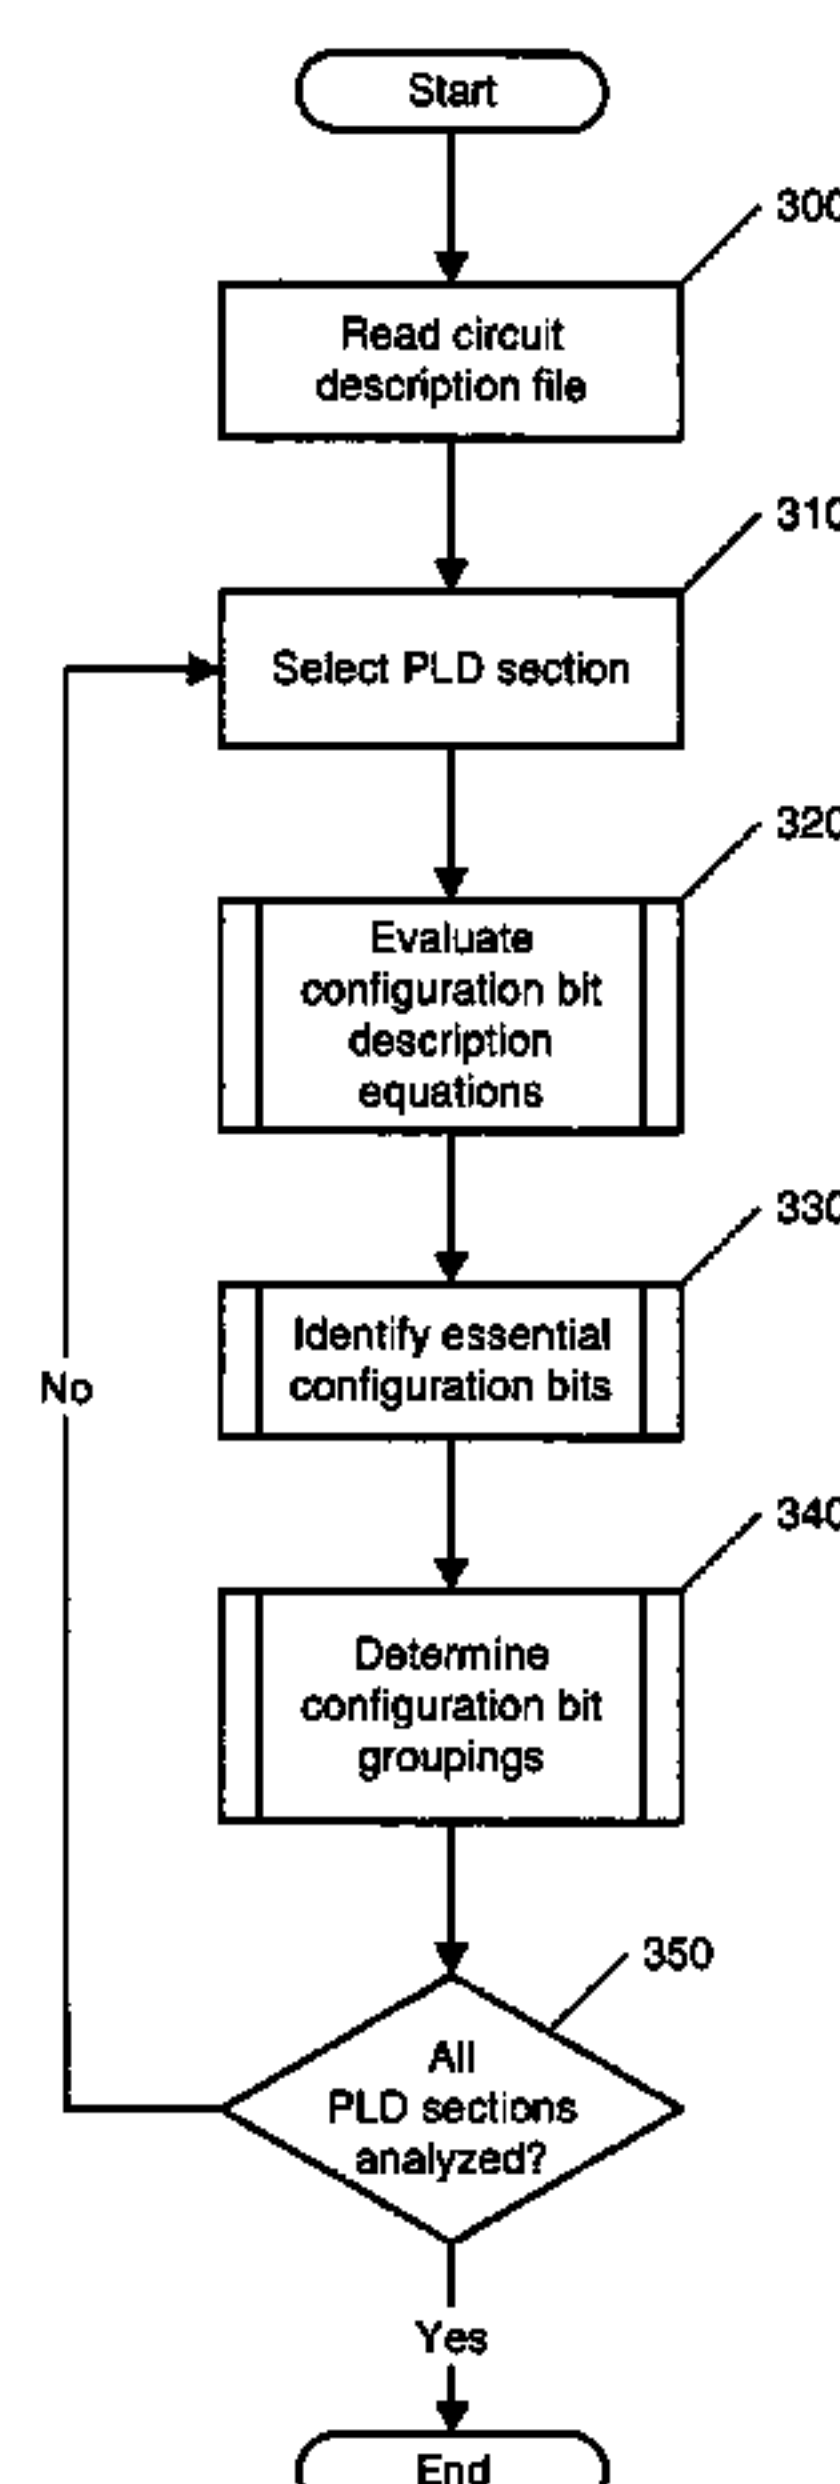 Start
300
Read circuit
description file
310
Select PLD section
320
Evaluate
configuration bit
description
equations
330
Identify essential
configuration bits
No
340
Determine
configuration bit
groupings
350
All
PLD sections
analyzed?
Yes
End